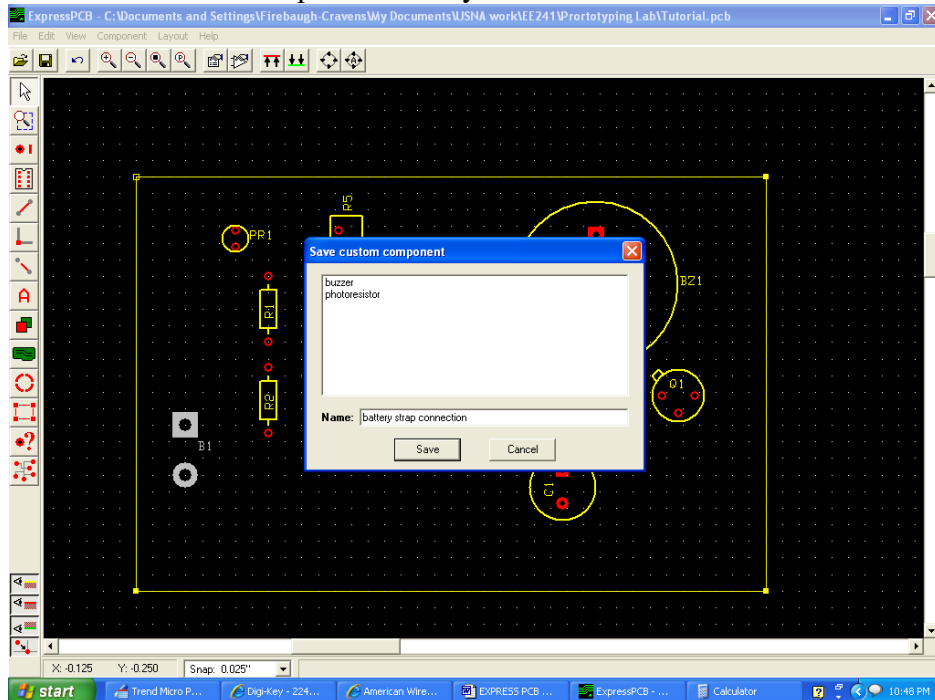 ExpressPCB - C:\Documents and Settings\Firebaugh-Cravens\My Documents\USNA work\EE241\Prortotyping Lab\Tutorial.pcb
File Edit View Component Layout Help
R5
PR1
Save custom component
buzzer
photoresistor
BZ1
R1
Q1
R2
Name: battery strap connection
B1
Save Cancel
C1
X: -0.125 Y: -0.250 Snap: 0.025"
start Trend Micro P... Digi-Key - 224... American Wire... EXPRESS PCB ... ExpressPCB - ... Calculator 10:48 PM